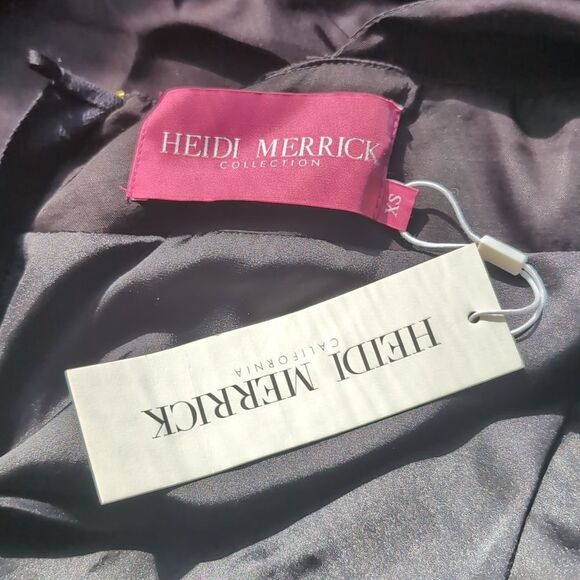 HEIDI MERRICK
COLLECTION
XS
HEIDI MERRICK
CALIFORNIA